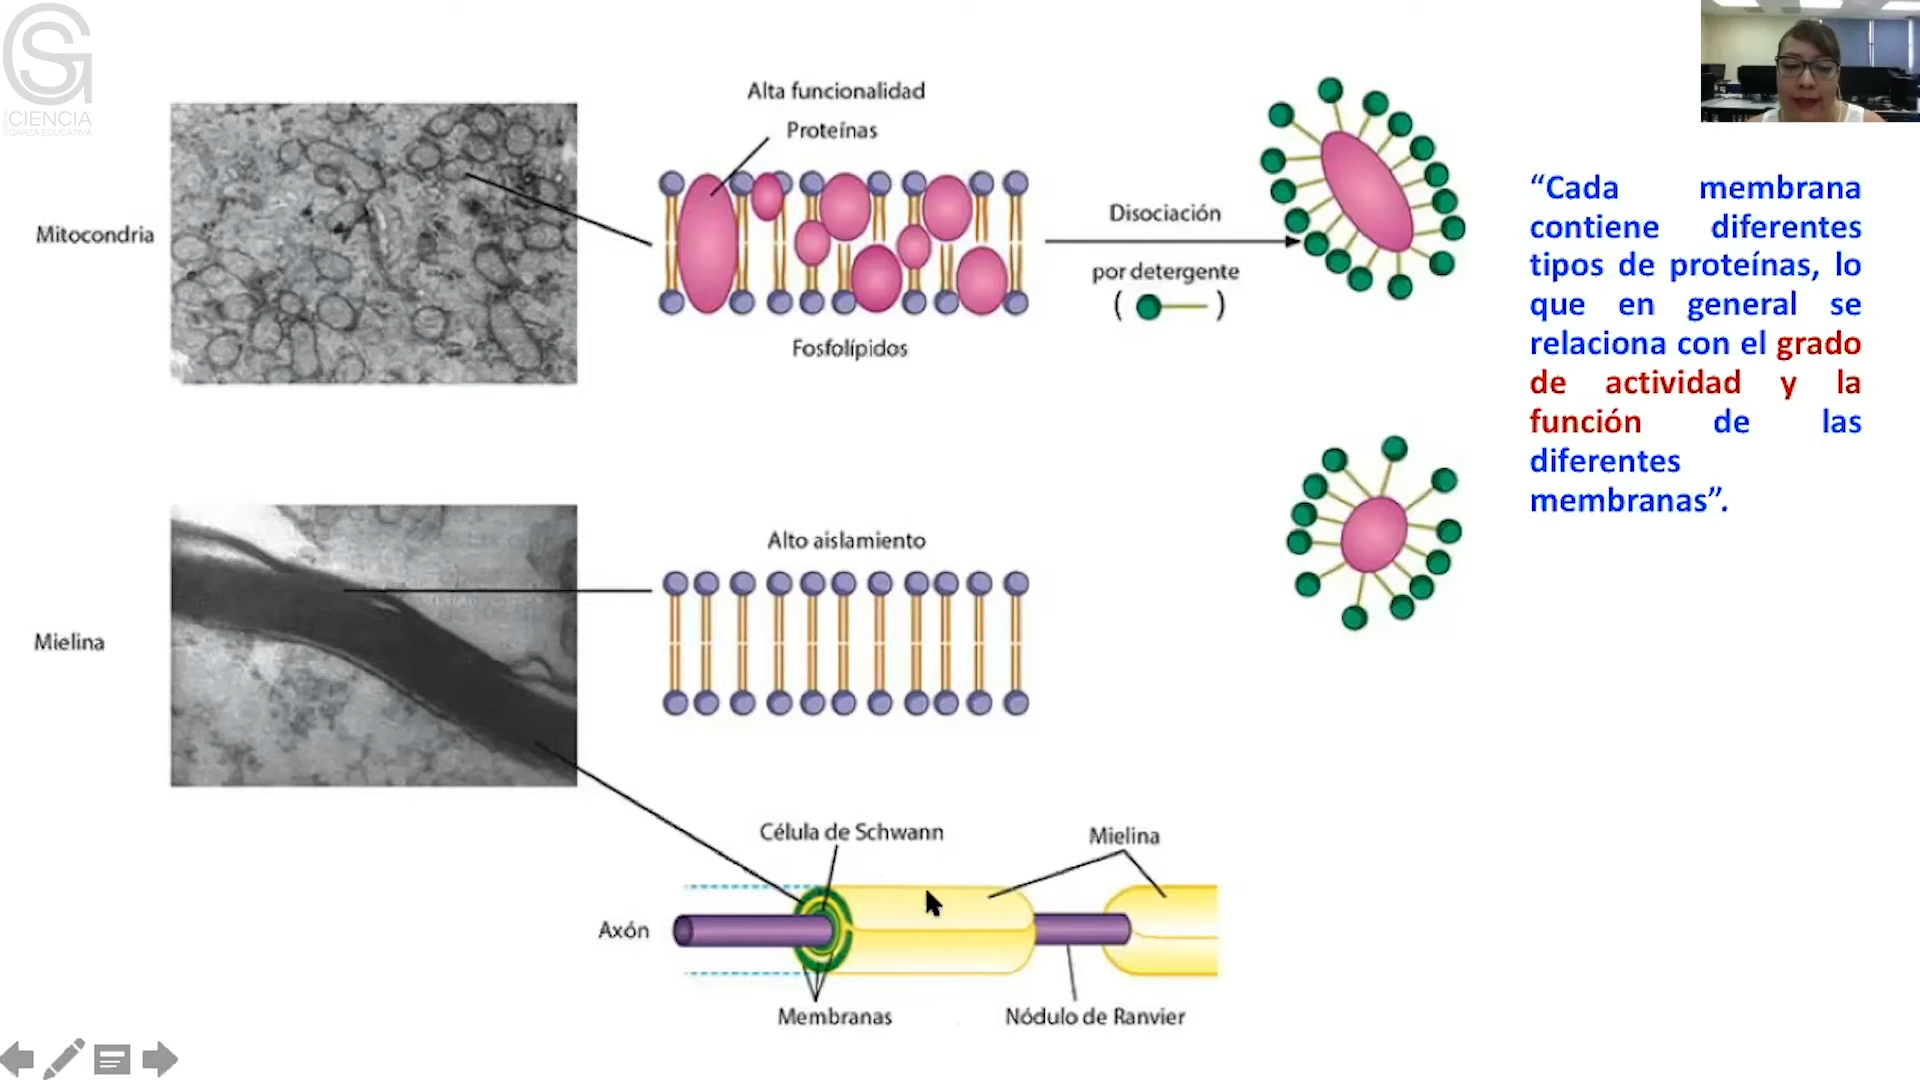 CIENCIA
GARZA EDUCATIVA
Alta funcionalidad
Proteínas
Mitocondria
Fosfolípidos
Disociación
por detergente
( )
“Cada membrana
contiene diferentes
tipos de proteínas, lo
que en general se
relaciona con el grado
de actividad y la
función de las
diferentes
membranas”.
Alto aislamiento
Mielina
Célula de Schwann
Mielina
Axón
Membranas
Nódulo de Ranvier